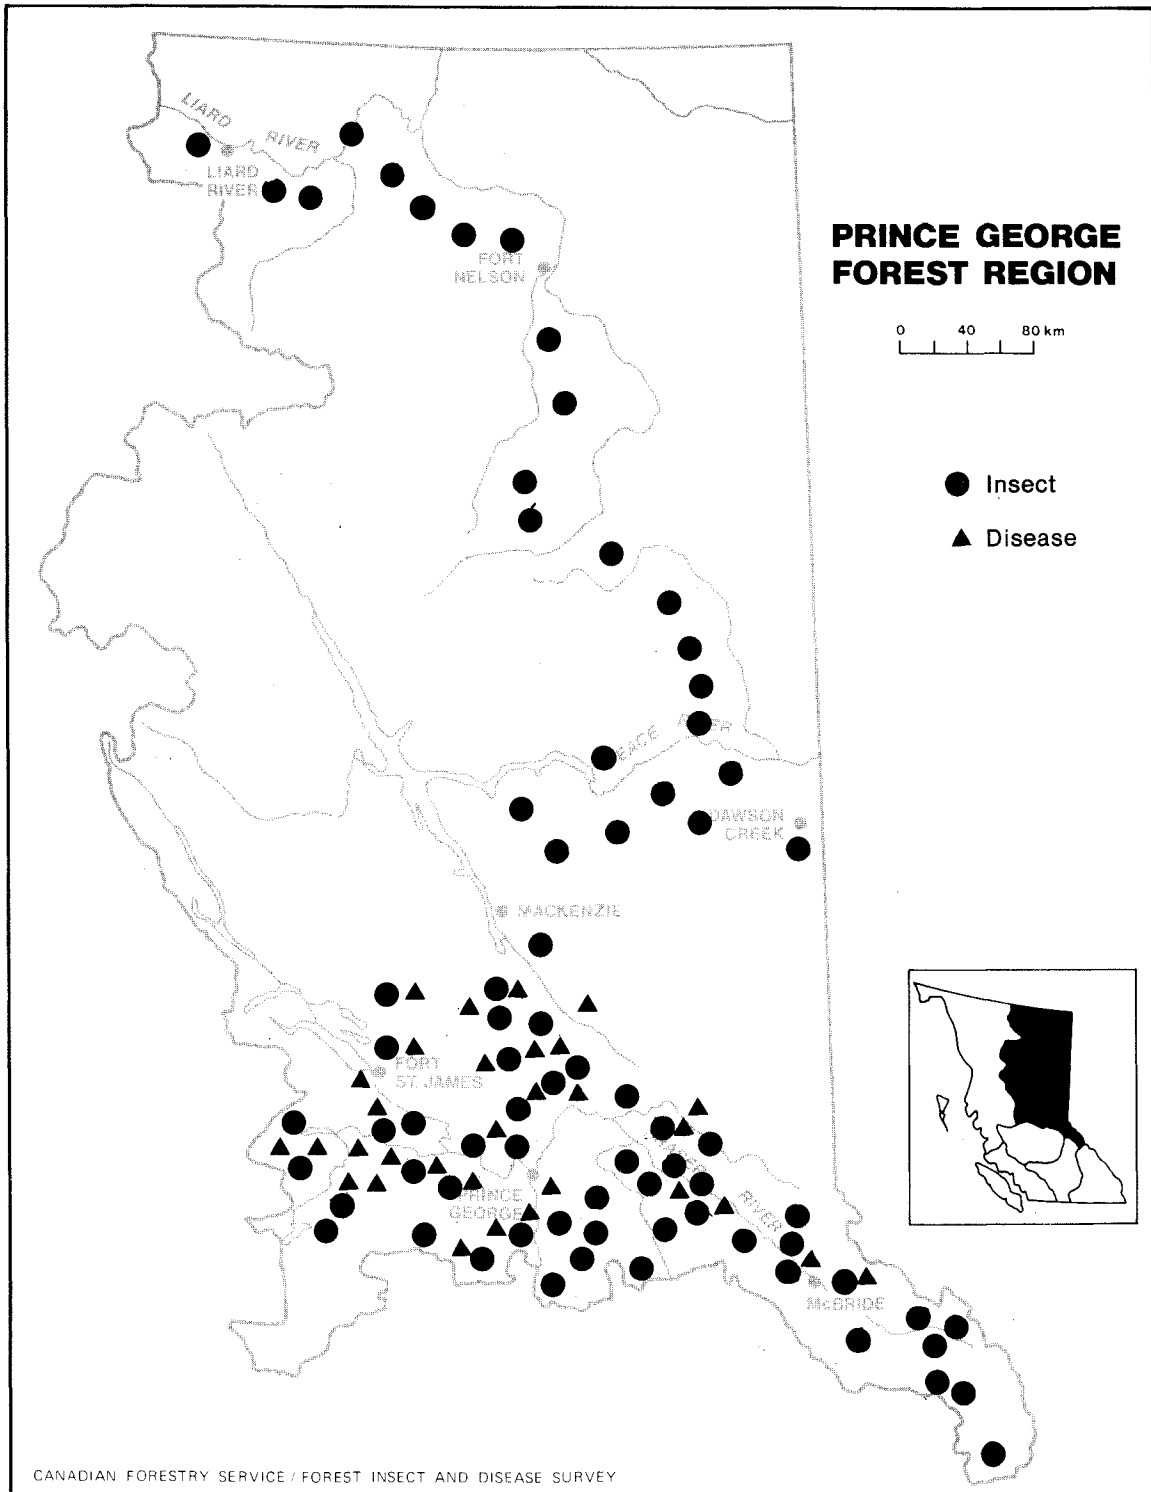 LIARD
RIVER
LIARD
RIVER
FORT
NELSON
PRINCE GEORGE
FOREST REGION
0 40 80 km
Insect
Disease
RIVER
DAWSON
CREEK
MACKENZIE
FORT
ST. JAMES
PRINCE
GEORGE
RIVER
McBRIDE
CANADIAN FORESTRY SERVICE / FOREST INSECT AND DISEASE SURVEY